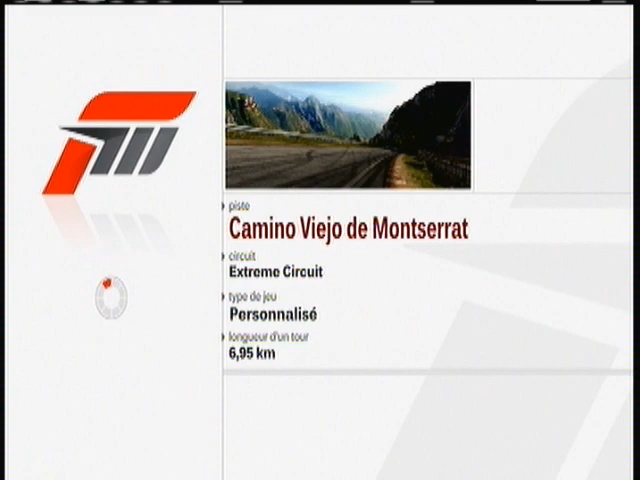 piste
Camino Viejo de Montserrat
circuit
Extreme Circuit
type de jeu
Personnalisé
longueur d'un tour
6,95 km